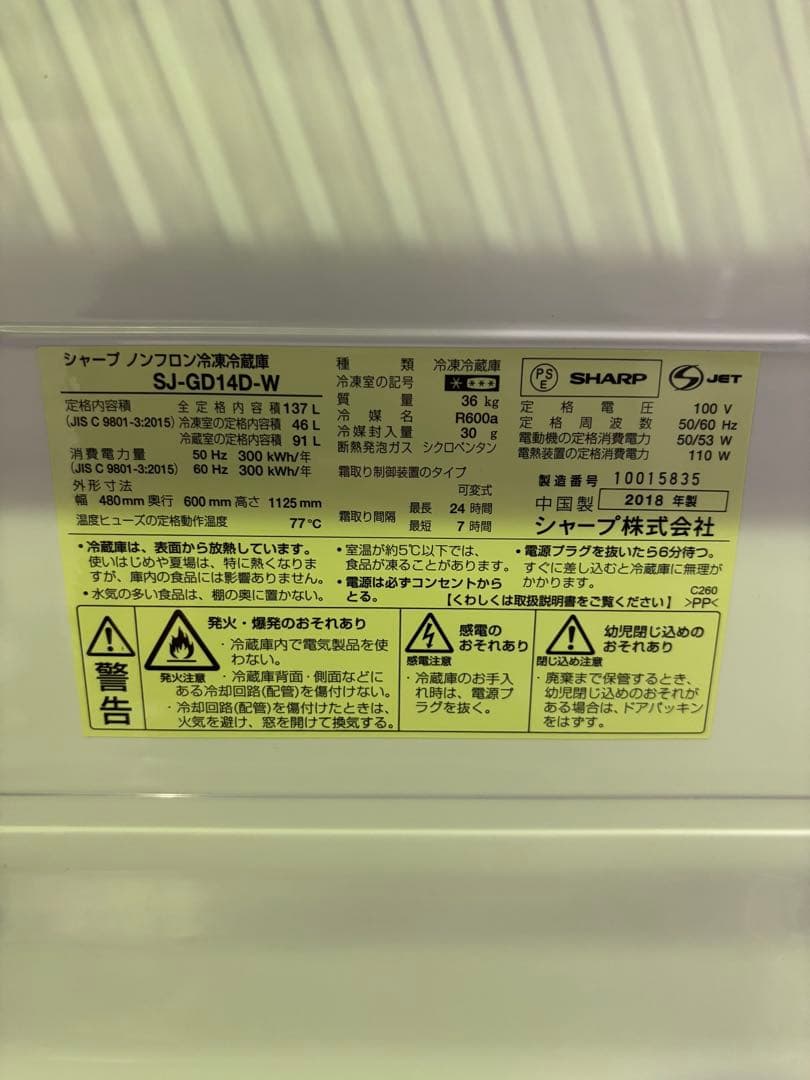 シャープ ノンフロン冷凍冷蔵庫
SJ-GD14D-W
定格内容積 全定格内容積 137 L
(JIS C 9801-3:2015) 冷凍室の定格内容積 46 L
冷蔵室の定格内容積 91 L
消費電力量 50 Hz 300 kWh/年
(JIS C 9801-3:2015) 60 Hz 300 kWh/年
外形寸法
幅 480mm 奥行 600mm 高さ 1125mm
温度ヒューズの定格動作温度 77℃
種類 冷凍冷蔵庫
冷凍室の記号
質量 36 kg
冷媒名 R600a
冷媒封入量 30 g
断熱発泡ガス シクロペンタン
霜取り制御装置のタイプ
可変式
霜取り間隔 最長 24 時間
最短 7 時間
PSE SHARP S JET
定格電圧 100 V
定格周波数 50/60 Hz
電動機の定格消費電力 50/53 W
電熱装置の定格消費電力 110 W
製造番号 10015835
中国製 2018 年製
シャープ株式会社
・冷蔵庫は、表面から放熱しています。
使いはじめや夏場は、特に熱くなりま
すが、庫内の食品には影響ありません。
・水気の多い食品は、棚の奥に置かない。
・室温が約5℃以下では、
食品が凍ることがあります。
・電源は必ずコンセントから
とる。
・電源プラグを抜いたら6分待つ。
すぐに差し込むと冷蔵庫に無理が
かかります。
【くわしくは取扱説明書をご覧ください】
C260
>PP<
警告
発火・爆発のおそれあり
発火注意
・冷蔵庫内で電気製品を使
わない。
・冷蔵庫背面・側面などに
ある冷却回路(配管)を傷付けない。
・冷却回路(配管)を傷付けたときは、
火気を避け、窓を開けて換気する。
感電の
おそれあり
感電注意
・冷蔵庫のお手入
れ時は、電源プ
ラグを抜く。
幼児閉じ込めの
おそれあり
閉じ込め注意
・廃棄まで保管するとき、
幼児閉じ込めのおそれが
ある場合は、ドアパッキン
をはずす。